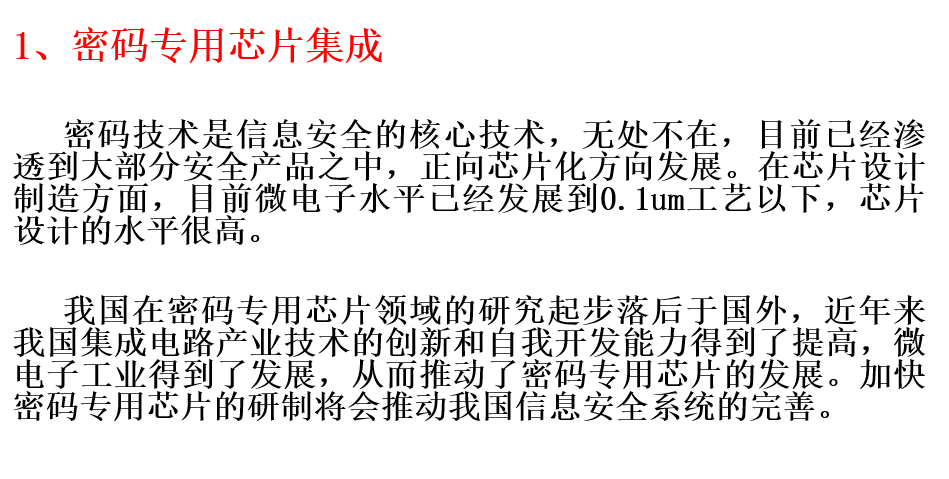 1、密码专用芯片集成
密码技术是信息安全的核心技术，无处不在，目前已经渗
透到大部分安全产品之中，正向芯片化方向发展。在芯片设计
制造方面，目前微电子水平已经发展到0.1um工艺以下，芯片
设计的水平很高。
我国在密码专用芯片领域的研究起步落后于国外，近年来
我国集成电路产业技术的创新和自我开发能力得到了提高，微
电子工业得到了发展，从而推动了密码专用芯片的发展。加快
密码专用芯片的研制将会推动我国信息安全系统的完善。